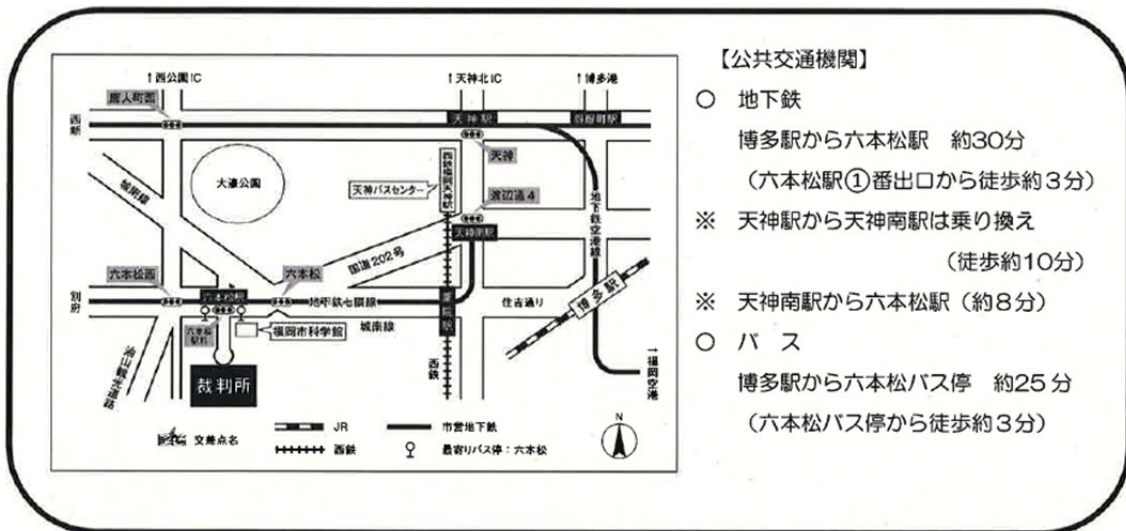 ↑西公園IC
↑天神北IC
↑博多港
唐人町西
西新
天神駅
呉服町駅
天神
城南線
大濠公園
西鉄福岡天神駅
天神バスセンター
渡辺通4
天神南駅
地下鉄空港線
国道202号
六本松西
六本松
別府
六本松駅
地下鉄七隈線
薬院駅
住吉通り
博多駅
城南線
福岡市科学館
六本松駅前
油山観光道路
裁判所
西鉄
→福岡空港
交差点名
JR
西鉄
市営地下鉄
最寄りバス停:六本松
N
【公共交通機関】
○ 地下鉄
博多駅から六本松駅 約30分
(六本松駅①番出口から徒歩約3分)
※ 天神駅から天神南駅は乗り換え
(徒歩約10分)
※ 天神南駅から六本松駅(約8分)
○ バス
博多駅から六本松バス停 約25分
(六本松バス停から徒歩約3分)